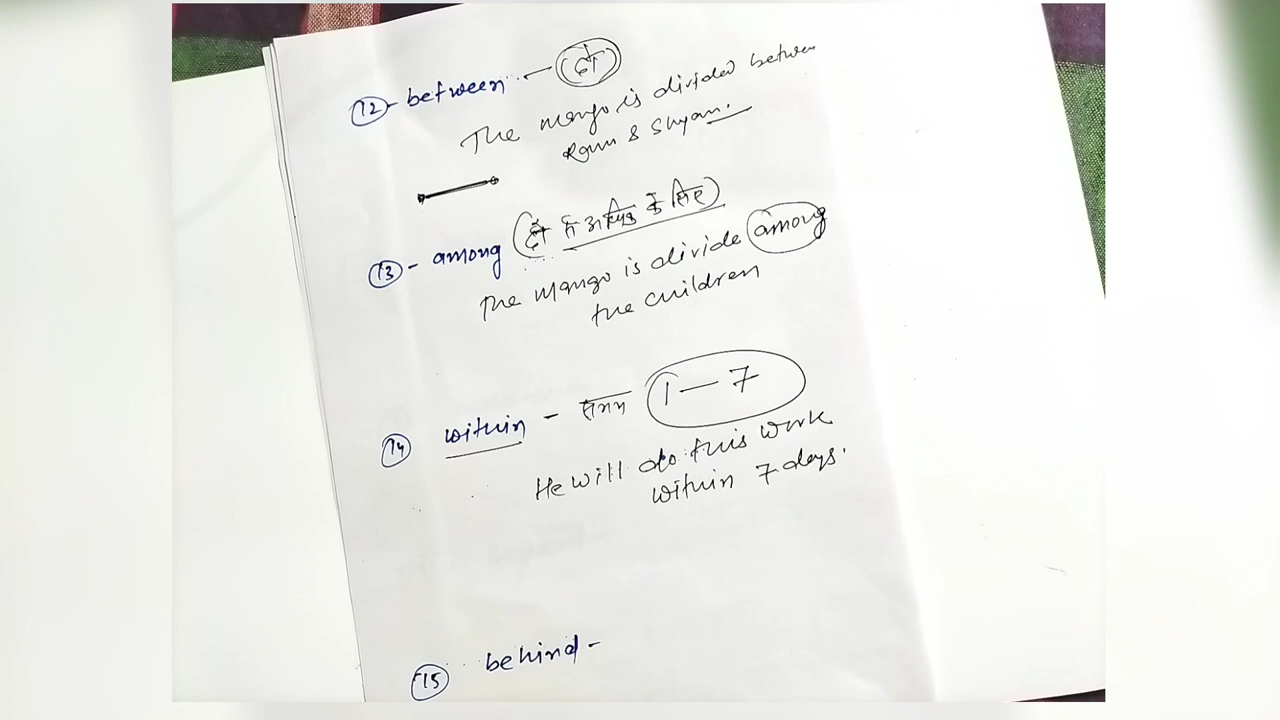 12 - between ← दो
The mango is divided between
Ram & Shyam.
13 - among (दो से अधिक के लिए)
The Mango is divide among
the children
14 within - समय 1 — 7
He will do this work
within 7 days.
15 behind -